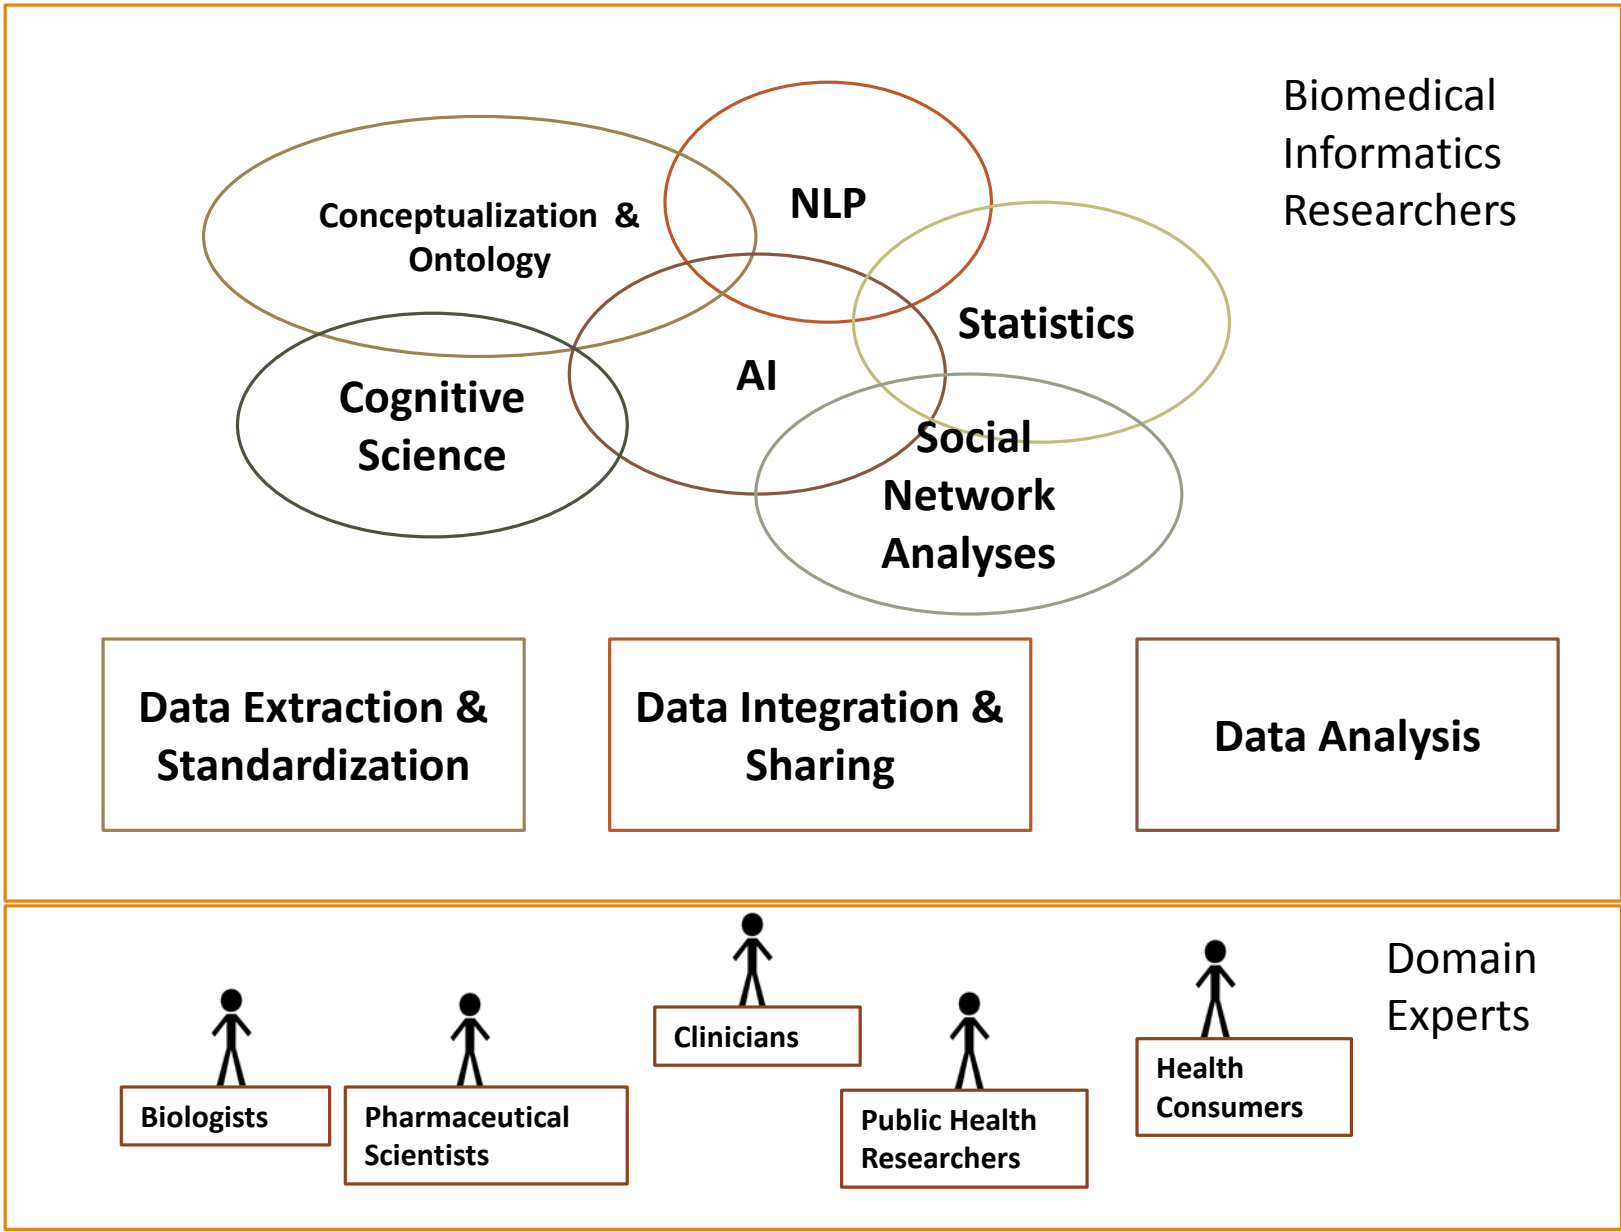 Biomedical
Informatics
Researchers
NLP
Conceptualization & 
Ontology
Statistics
AI
Cognitive
Science
Social
Network
Analyses
Data Extraction &
Standardization
Data Integration &
Sharing
Data Analysis
Domain
Experts
Clinicians
Health
Consumers
Biologists
Pharmaceutical
Scientists
Public Health
Researchers